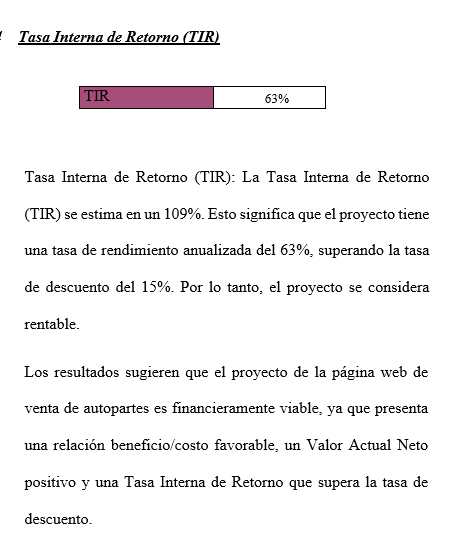 Tasa Interna de Retorno (TIR)
TIR 63%
Tasa Interna de Retorno (TIR): La Tasa Interna de Retorno
(TIR) se estima en un 109%. Esto significa que el proyecto tiene
una tasa de rendimiento anualizada del 63%, superando la tasa
de descuento del 15%. Por lo tanto, el proyecto se considera
rentable.
Los resultados sugieren que el proyecto de la página web de
venta de autopartes es financieramente viable, ya que presenta
una relación beneficio/costo favorable, un Valor Actual Neto
positivo y una Tasa Interna de Retorno que supera la tasa de
descuento.